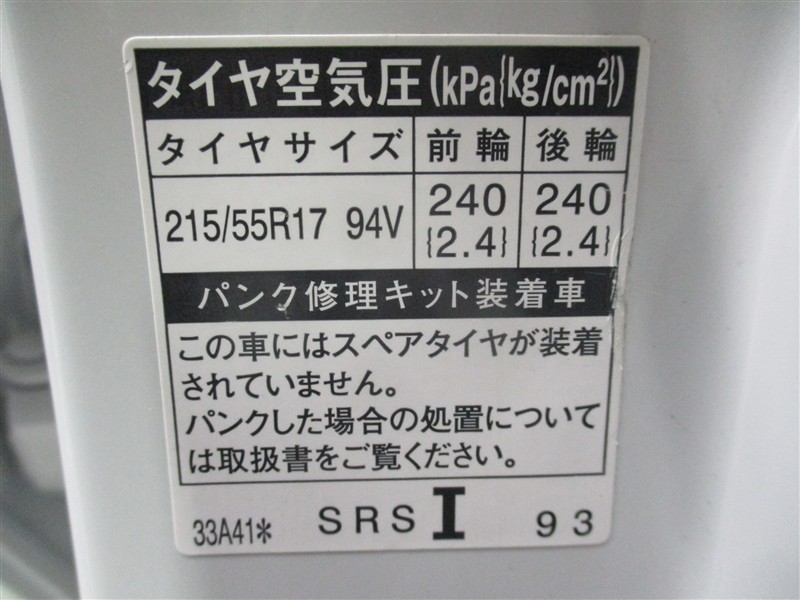 タイヤ空気圧(kPa{kg/cm²})
タイヤサイズ 前輪 後輪
215/55R17 94V 240 240
{2.4} {2.4}
パンク修理キット装着車
この車にはスペアタイヤが装着
されていません。
パンクした場合の処置について
は取扱書をご覧ください。
33A41* SRS I 93